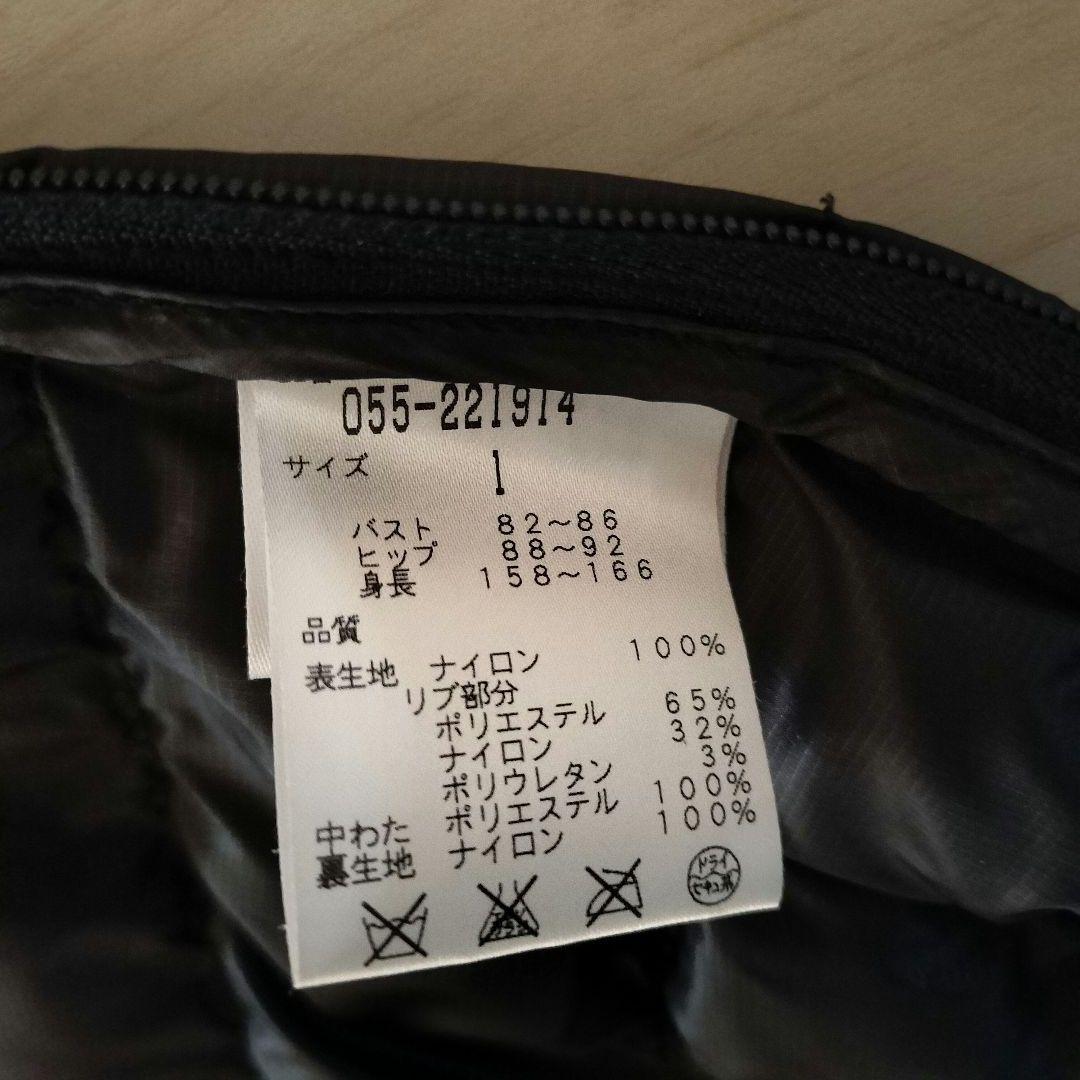 055-221914
サイズ 1
バスト 82〜86
ヒップ 88〜92
身長 158〜166
品質
表生地 ナイロン 100%
リブ部分
ポリエステル 65%
ナイロン 32%
ポリウレタン 3%
中わた ポリエステル 100%
裏生地 ナイロン 100%
ドライ
セキユ系